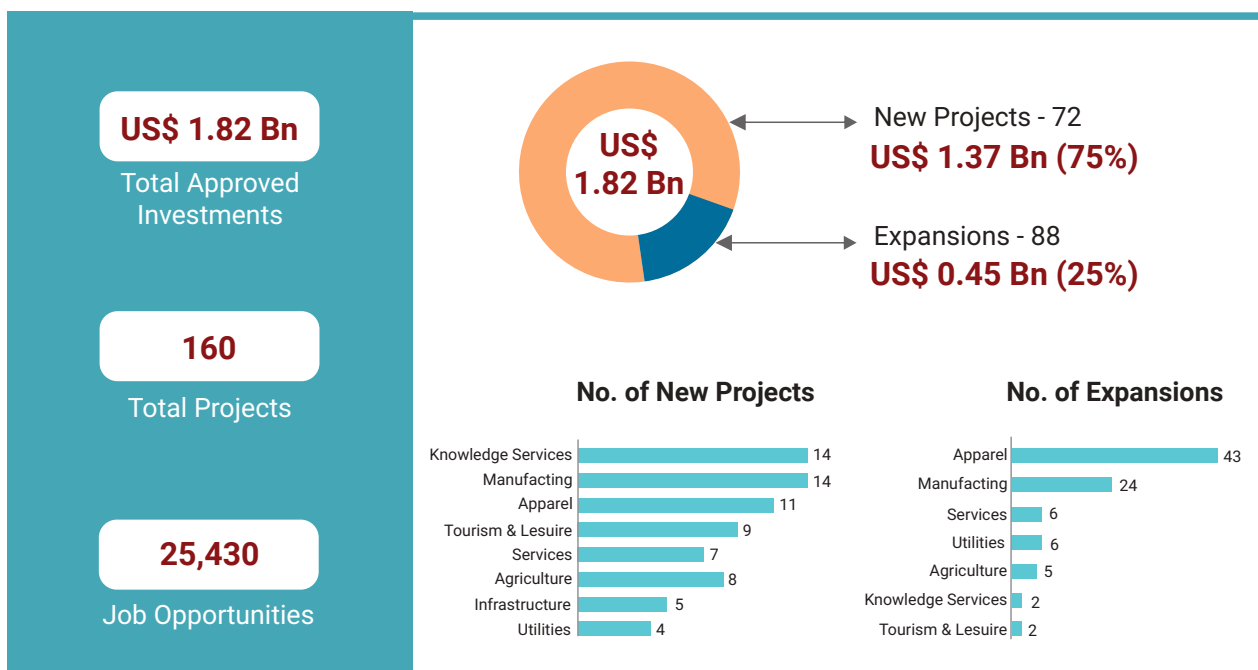 US$ 1.82 Bn
Total Approved
Investments
160
Total Projects
25,430
Job Opportunities
US$
1.82 Bn
New Projects - 72
US$ 1.37 Bn (75%)
Expansions - 88
US$ 0.45 Bn (25%)
No. of New Projects
Knowledge Services 14
Manufacting 14
Apparel 11
Tourism & Lesuire 9
Services 7
Agriculture 8
Infrastructure 5
Utilities 4
No. of Expansions
Apparel 43
Manufacting 24
Services 6
Utilities 6
Agriculture 5
Knowledge Services 2
Tourism & Lesuire 2